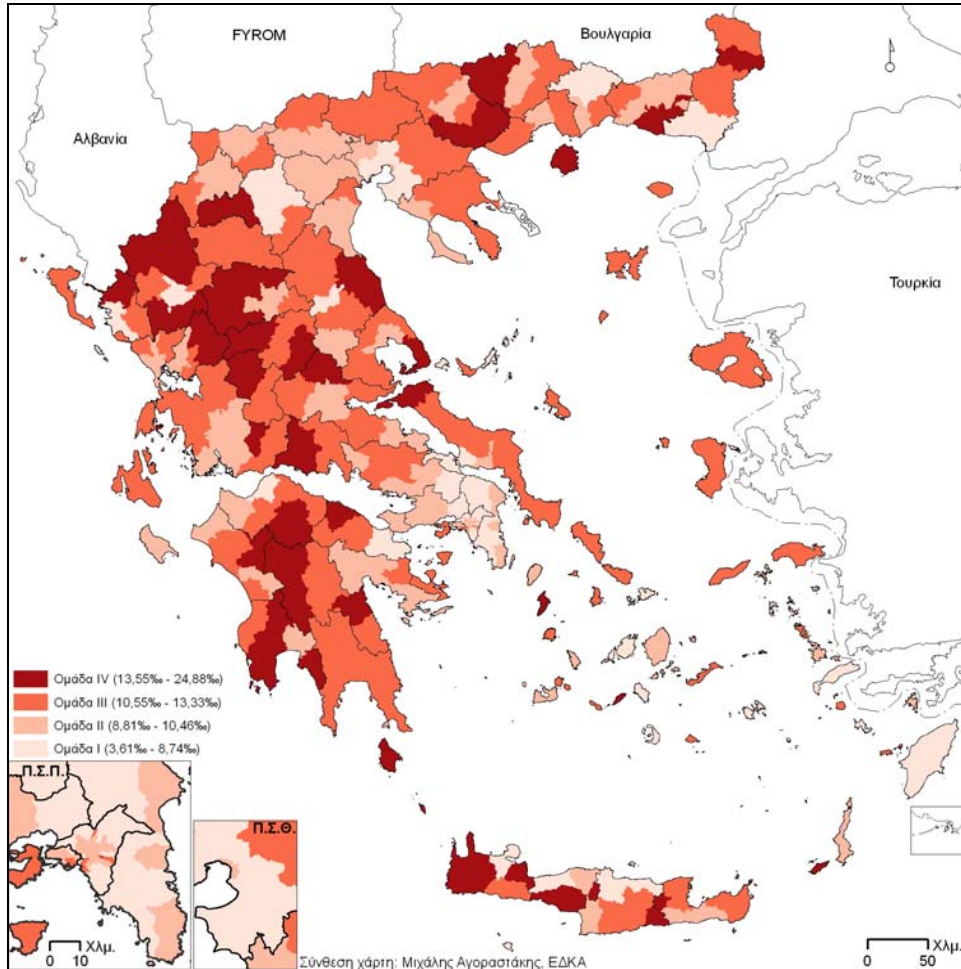 FYROM
Βουλγαρία
Αλβανία
Άγιο Όρος
Τουρκία
Ομάδα IV (13,55‰ - 24,88‰)
Ομάδα III (10,55‰ - 13,33‰)
Ομάδα II (8,81‰ - 10,46‰)
Ομάδα I (3,61‰ - 8,74‰)
Π.Σ.Π.
Π.Σ.Θ.
Χλμ.
0 10
Χλμ.
0 50
Σύνθεση χάρτη: Μιχάλης Αγοραστάκης, ΕΔΚΑ